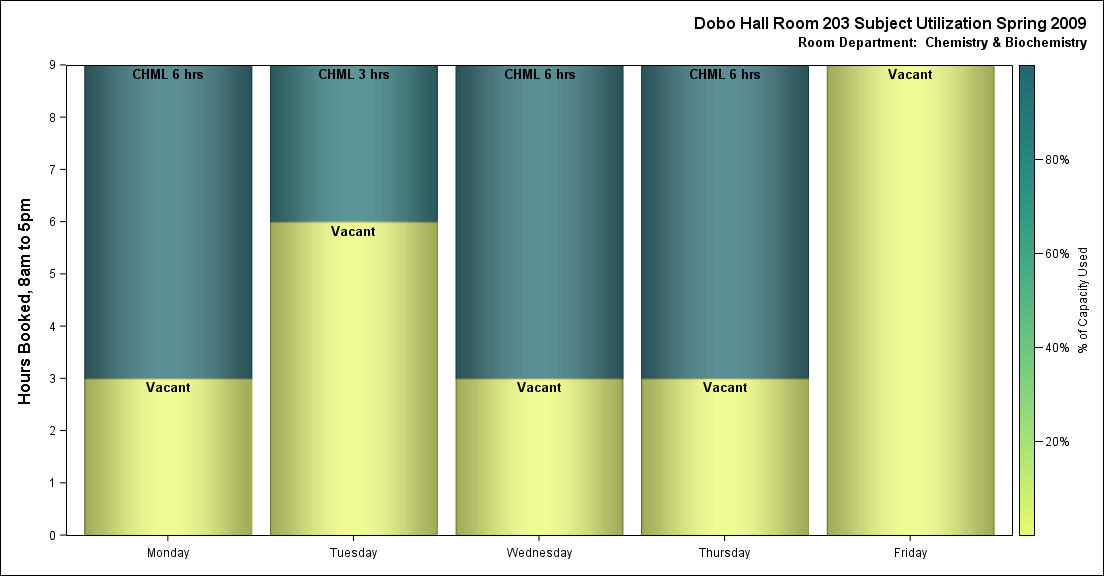 Dobo Hall Room 203 Subject Utilization Spring 2009
Room Department:  Chemistry & Biochemistry
Hours Booked, 8am to 5pm
9
8
7
6
5
4
3
2
1
0
CHML 6 hrs
Vacant
CHML 3 hrs
Vacant
CHML 6 hrs
Vacant
CHML 6 hrs
Vacant
Vacant
Monday
Tuesday
Wednesday
Thursday
Friday
80%
60%
40%
20%
% of Capacity Used